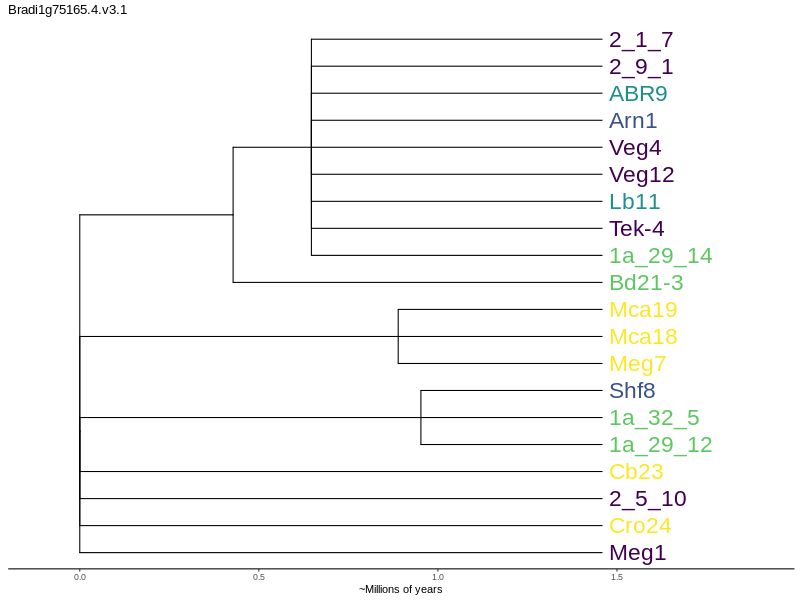 Bradi1g75165.4.v3.1
2_1_7
2_9_1
ABR9
Arn1
Veg4
Veg12
Lb11
Tek-4
1a_29_14
Bd21-3
Mca19
Mca18
Meg7
Shf8
1a_32_5
1a_29_12
Cb23
2_5_10
Cro24
Meg1
0.0 0.5 1.0 1.5
~Millions of years